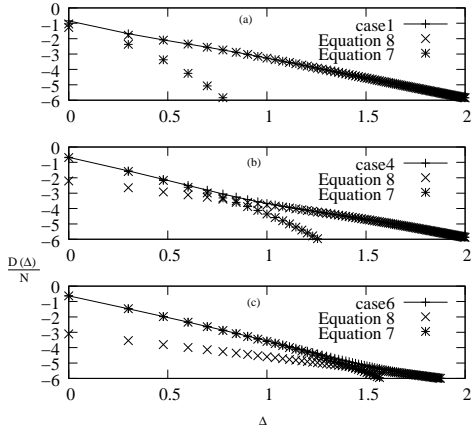 (a)
case1
Equation 8
Equation 7
-1
-2
-3
-4
-5
-6
0
0
0.5
1
1.5
2
(b)
case4
Equation 8
Equation 7
0
-1
-2
-3
-4
-5
-6
0
0.5
1
1.5
2
D (Δ)
N
(c)
case6
Equation 8
Equation 7
0
-1
-2
-3
-4
-5
-6
0
0.5
1
1.5
2
Δ